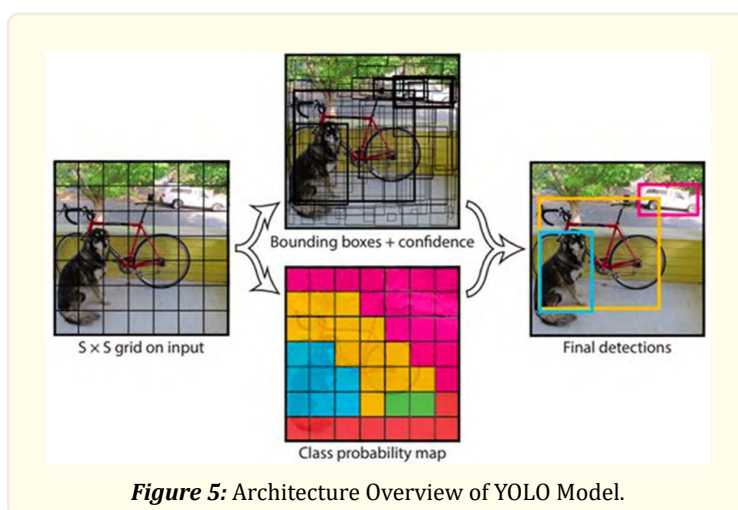 Bounding boxes + confidence
S × S grid on input
Final detections
Class probability map
Figure 5: Architecture Overview of YOLO Model.